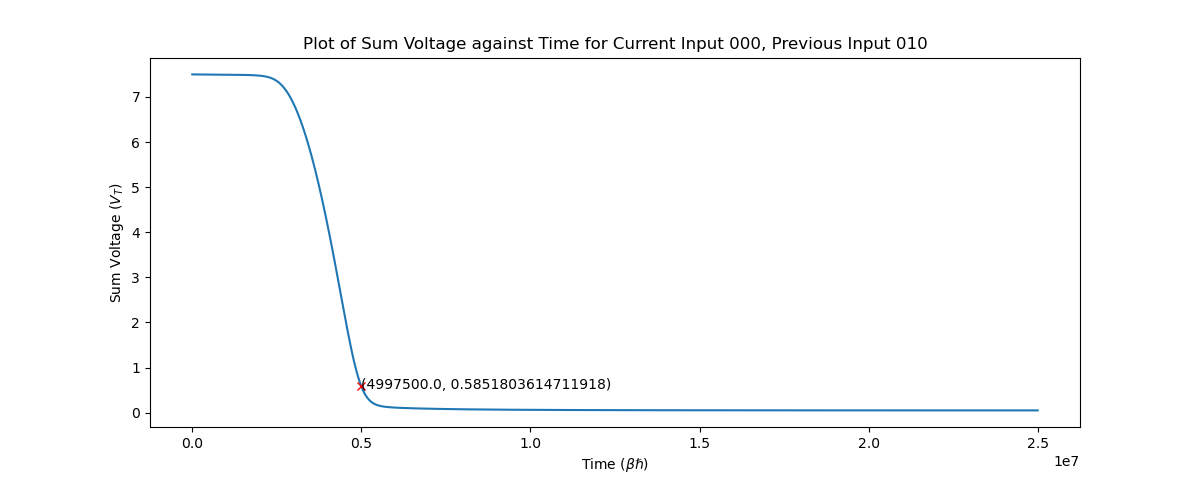 Plot of Sum Voltage against Time for Current Input 000, Previous Input 010
Sum Voltage (V_T)
7
6
5
4
3
2
1
0
(4997500.0, 0.5851803614711918)
0.0 0.5 1.0 1.5 2.0 2.5
1e7
Time (βℏ)